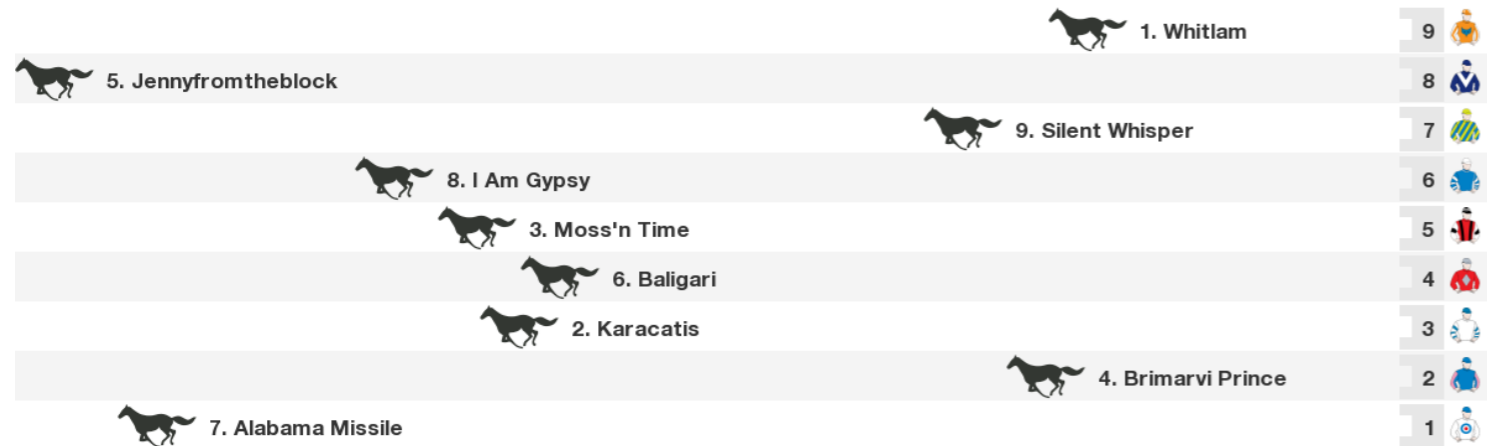 1. Whitlam 9
5. Jennyfromtheblock 8
9. Silent Whisper 7
8. I Am Gypsy 6
3. Moss'n Time 5
6. Baligari 4
2. Karacatis 3
4. Brimarvi Prince 2
7. Alabama Missile 1